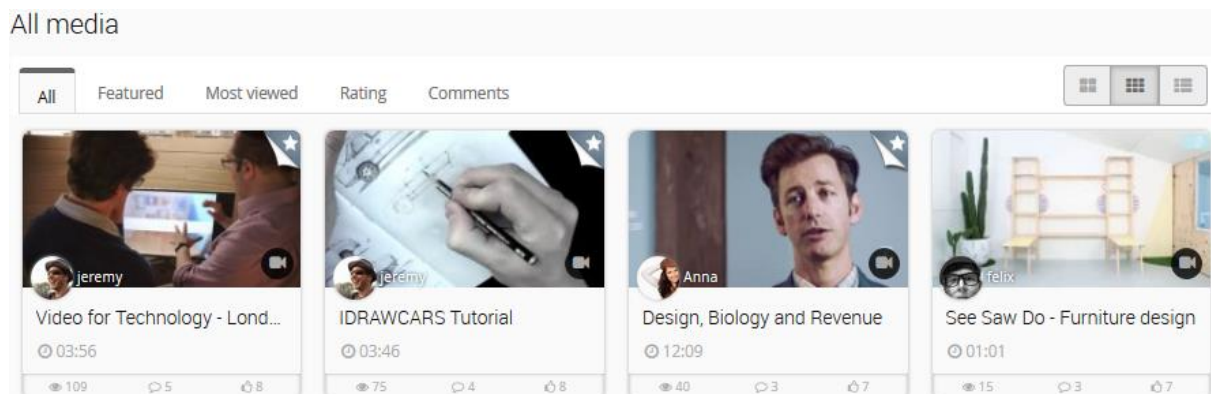 All media
All Featured Most viewed Rating Comments
jeremy jeremy Anna felix
Video for Technology - Lond... IDRAWCARS Tutorial Design, Biology and Revenue See Saw Do - Furniture design
03:56 03:46 12:09 01:01
109 5 8 75 4 8 40 3 7 15 3 7